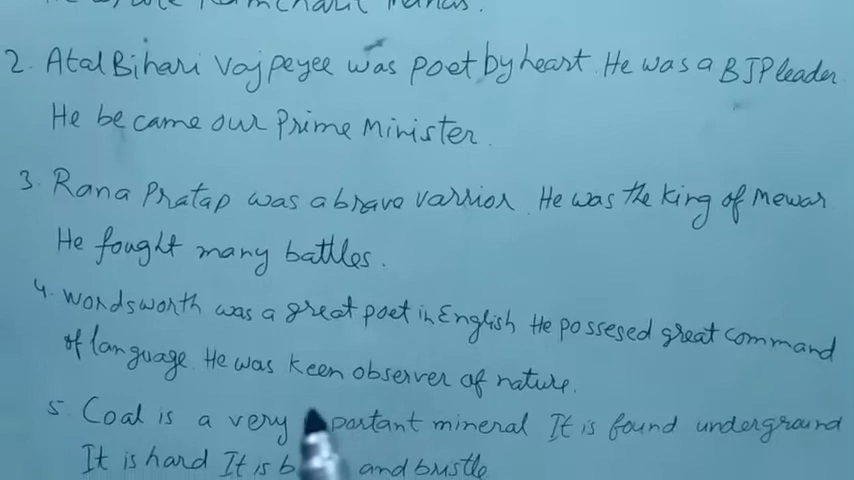 2. Atal Bihari Vajpeyee was poet by heart. He was a BJP leader
He became our Prime Minister.
3. Rana Pratap was a brave varrior. He was the king of Mewar
He fought many battles.
4. Wordsworth was a great poet in English He possesed great command
of language. He was keen observer of nature.
5. Coal is a very portant mineral It is found underground
It is hard It is b and bustle